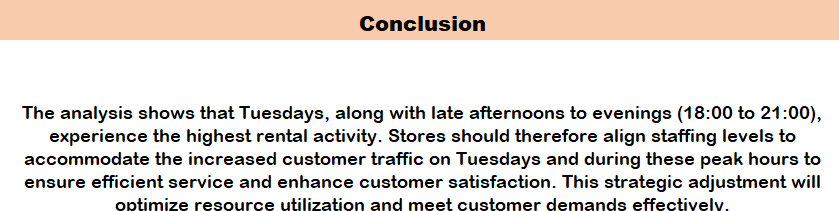 Conclusion
The analysis shows that Tuesdays, along with late afternoons to evenings (18:00 to 21:00),
experience the highest rental activity. Stores should therefore align staffing levels to
accommodate the increased customer traffic on Tuesdays and during these peak hours to
ensure efficient service and enhance customer satisfaction. This strategic adjustment will
optimize resource utilization and meet customer demands effectively.